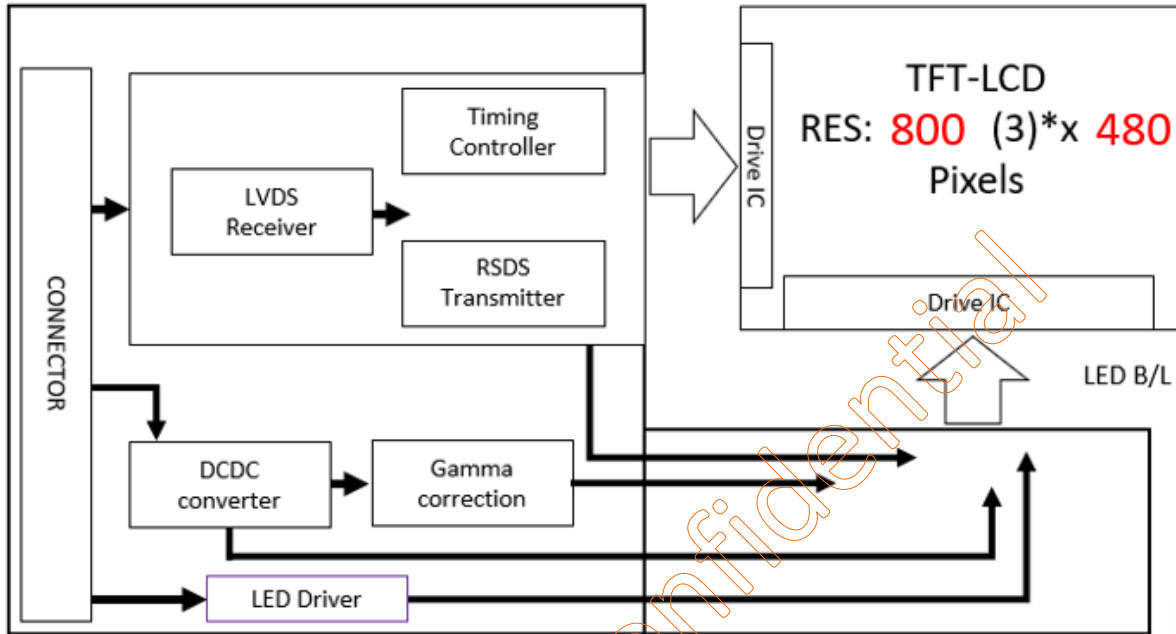 CONNECTOR
LVDS
Receiver
Timing
Controller
RSDS
Transmitter
DCDC
converter
Gamma
correction
LED Driver
Drive IC
TFT-LCD
RES: 800 (3)*x 480
Pixels
Drive IC
LED B/L
onfidential